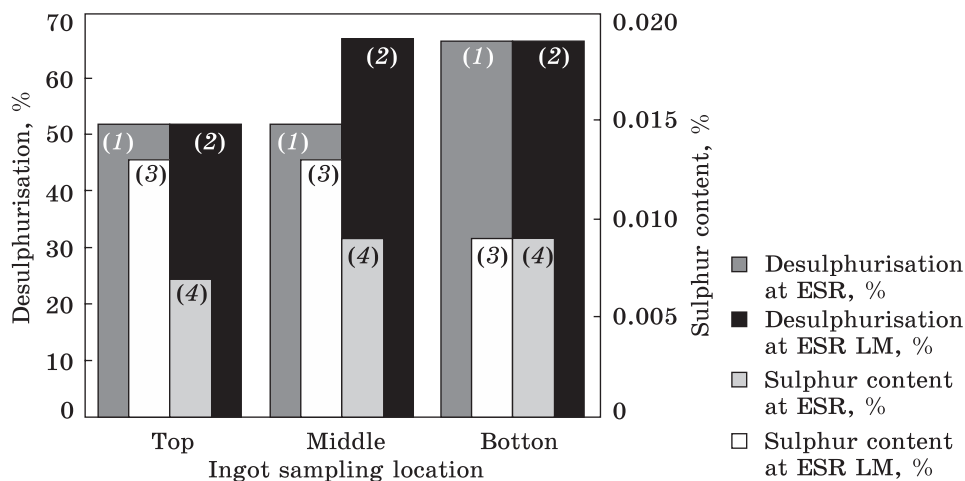 Desulphurisation, %
70
60
50
40
30
20
10
0
(1)
(2)
(3)
(4)
(1)
(2)
(3)
(4)
(1)
(2)
(3)
(4)
0.020
0.015
0.010
0.005
0
Sulphur content, %
Top
Middle
Botton
Ingot sampling location
Desulphurisation
at ESR, %
Desulphurisation
at ESR LM, %
Sulphur content
at ESR, %
Sulphur content
at ESR LM, %